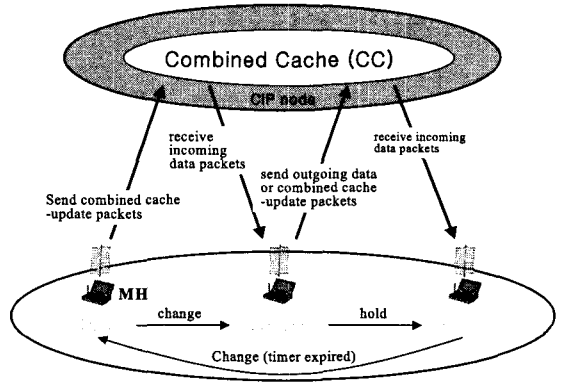 Combined Cache (CC)
CIP node
receive
incoming
data packets
receive incoming
data packets
send outgoing data
or combined cache
-update packets
Send combined cache
-update packets
MH
change
hold
Change (timer expired)